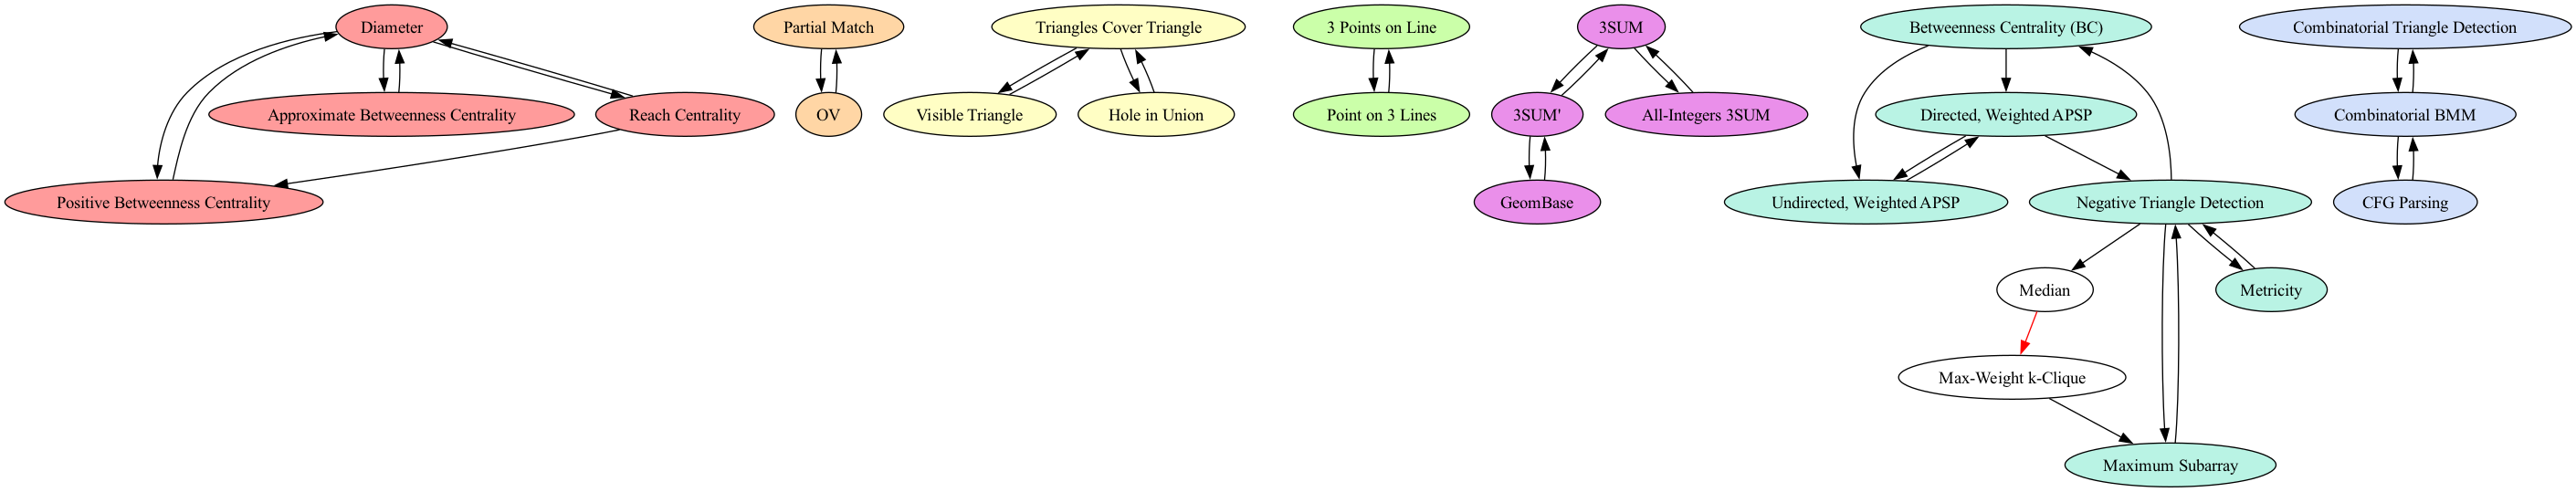 Diameter
Partial Match
Triangles Cover Triangle
3 Points on Line
3SUM
Betweenness Centrality (BC)
Combinatorial Triangle Detection
Approximate Betweenness Centrality
Reach Centrality
OV
Visible Triangle
Hole in Union
Point on 3 Lines
3SUM'
All-Integers 3SUM
Directed, Weighted APSP
Combinatorial BMM
Positive Betweenness Centrality
GeomBase
Undirected, Weighted APSP
Negative Triangle Detection
CFG Parsing
Median
Metricity
Max-Weight k-Clique
Maximum Subarray